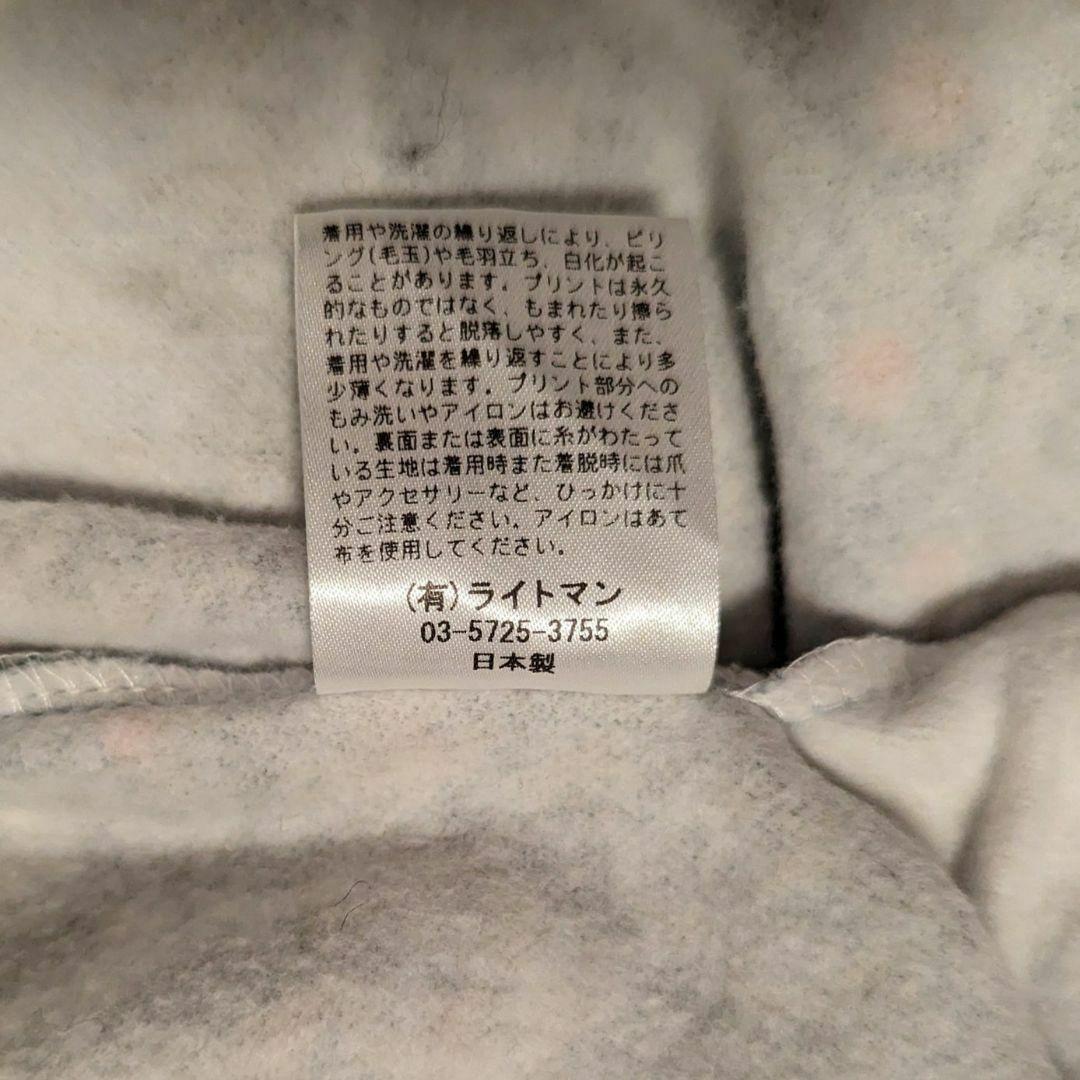 着用や洗濯の繰り返しにより、ピリ
ング(毛玉)や毛羽立ち、白化が起こ
ることがあります。プリントは永久
的なものではなく、もまれたり擦ら
れたりすると脱落しやすく、また、
着用や洗濯を繰り返すことにより多
少薄くなります。プリント部分への
もみ洗いやアイロンはお避けくださ
い。裏面または表面に糸がわたって
いる生地は着用時また着脱時には爪
やアクセサリーなど、ひっかけに十
分ご注意ください。アイロンはあて
布を使用してください。
(有)ライトマン
03-5725-3755
日本製